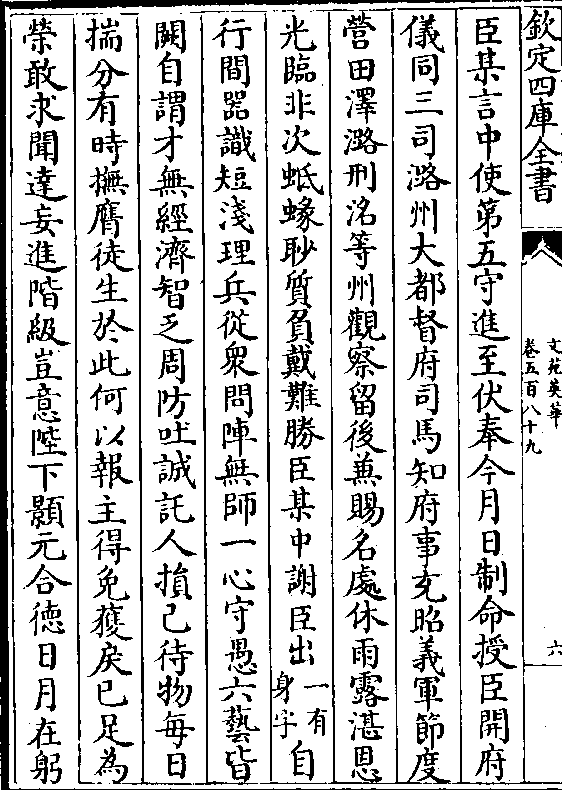 欽定四庫全書
文苑英華
卷五百八十九
六
臣某言中使第五守進至伏奉今月日制命授臣開府
儀同三司潞州大都督府司馬知府事充昭義軍節度
營田澤潞刑洺等州觀察留後兼賜名處休雨露湛恩
光臨非次蚳蝝眇質負戴難勝臣某中謝臣出
一有
身字
自
行間器識短淺理兵從衆問陣無師一心守愚六藝皆
闕自謂才無經濟智乏周防吐誠託人損己待物每日
揣分有時撫膺徒生於此何以報主得免獲戾已足為
榮敢求聞達妄進階級豈意陛下顥元合德日月在躬